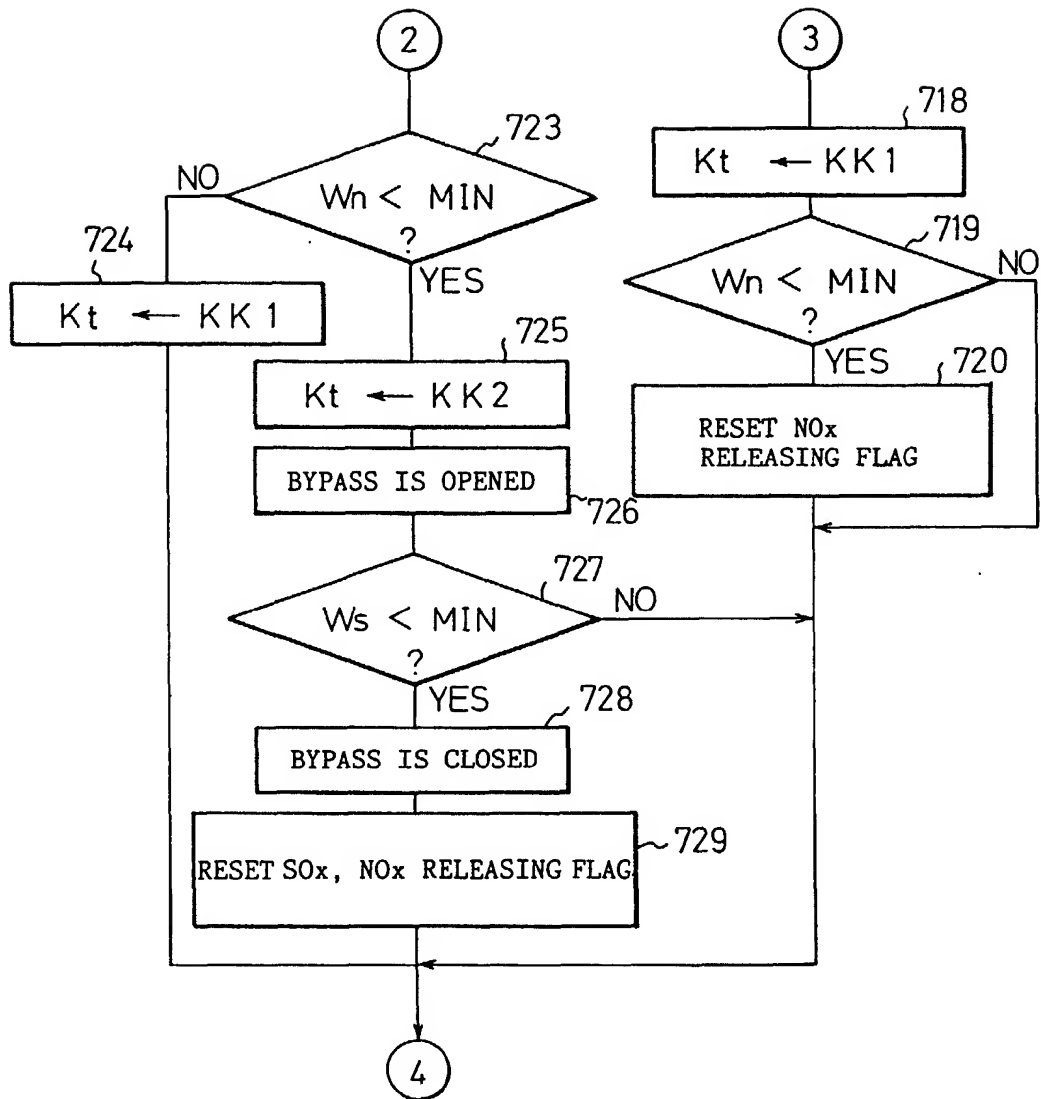 2
723
NO
Wn < MIN
?
YES
724
Kt ← KK1
725
Kt ← KK2
BYPASS IS OPENED
726
727
NO
Ws < MIN
?
YES
728
BYPASS IS CLOSED
729
RESET SOx, NOx RELEASING FLAG
3
718
Kt ← KK1
719
NO
Wn < MIN
?
YES
720
RESET NOx
RELEASING FLAG
4